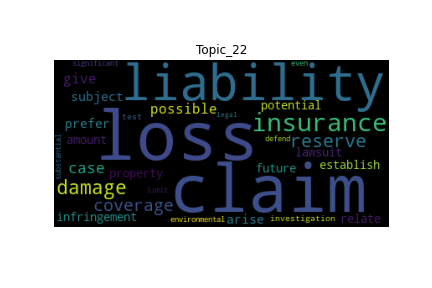 Topic_22
significant even
give liability
subject possible potential
loss test legal insurance
prefer defend reserve
amount lawsuit
substantial case property claim future establish
damage limit
coverage
infringement environmental arise investigation relate